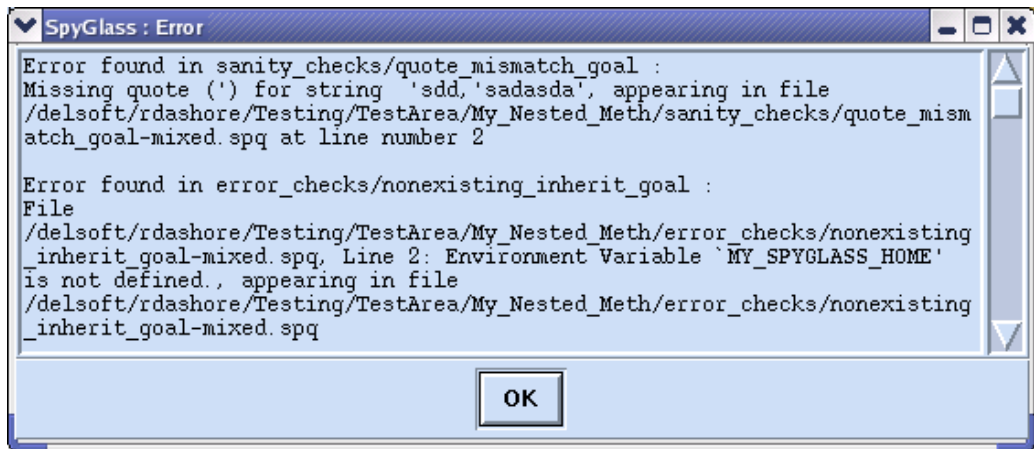 SpyGlass : Error
Error found in sanity_checks/quote_mismatch_goal :
Missing quote (') for string  'sdd,'sadasda', appearing in file
/delsoft/rdashore/Testing/TestArea/My_Nested_Meth/sanity_checks/quote_mism
atch_goal-mixed.spq at line number 2
Error found in error_checks/nonexisting_inherit_goal :
File
/delsoft/rdashore/Testing/TestArea/My_Nested_Meth/error_checks/nonexisting
_inherit_goal-mixed.spq, Line 2: Environment Variable `MY_SPYGLASS_HOME'
is not defined., appearing in file
/delsoft/rdashore/Testing/TestArea/My_Nested_Meth/error_checks/nonexisting
_inherit_goal-mixed.spq
OK